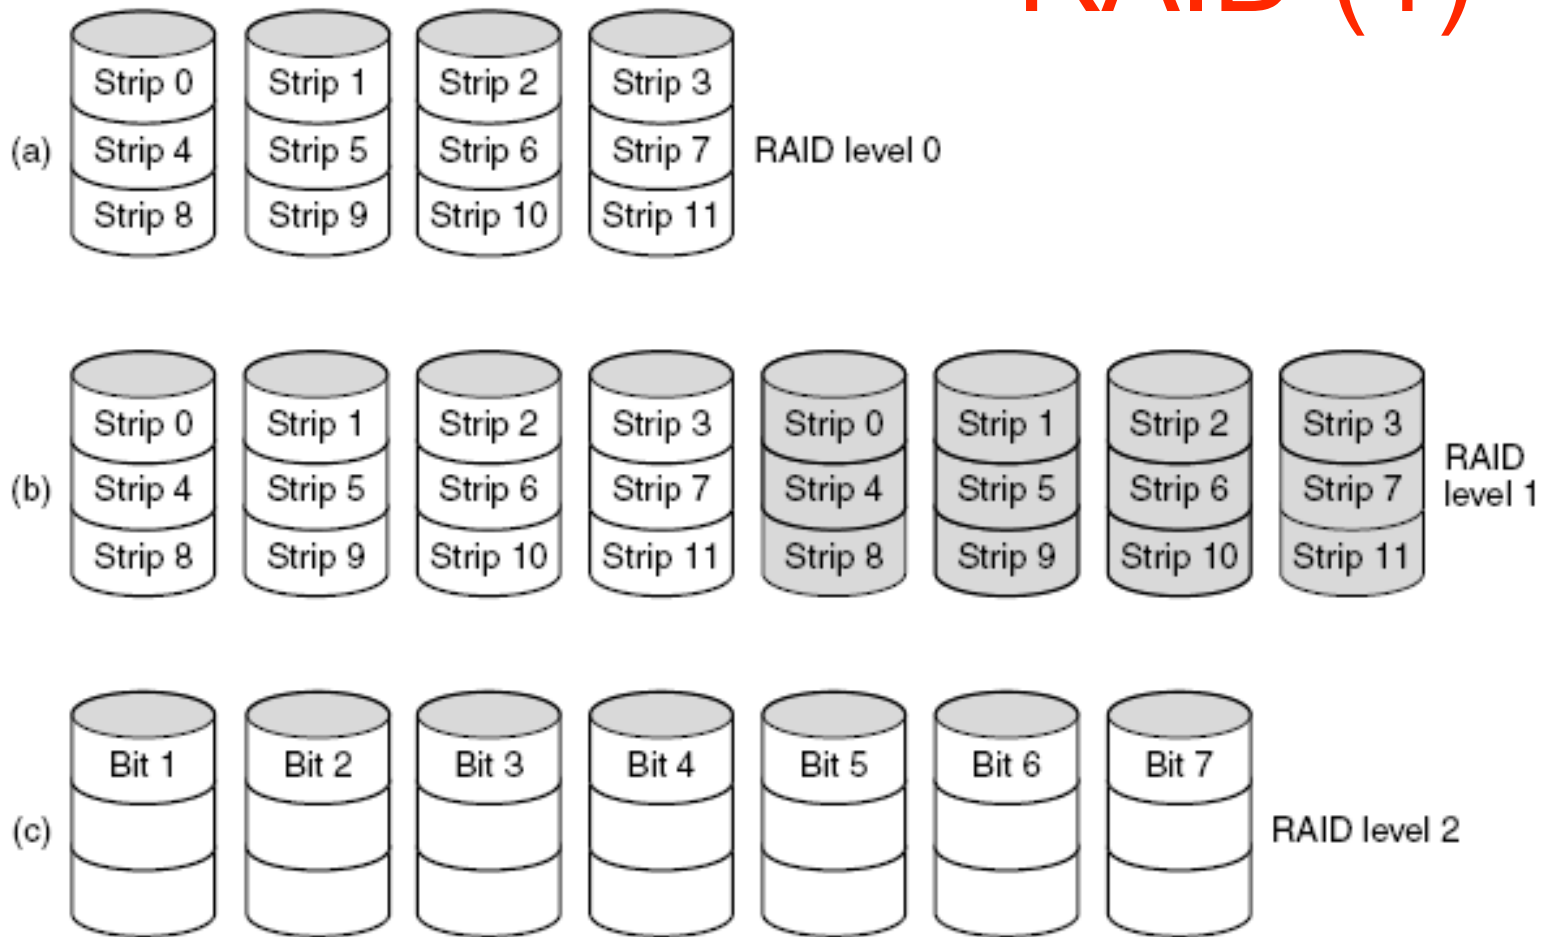 RAID (1)
Strip 0 Strip 1 Strip 2 Strip 3
(a) Strip 4 Strip 5 Strip 6 Strip 7 RAID level 0
Strip 8 Strip 9 Strip 10 Strip 11
Strip 0 Strip 1 Strip 2 Strip 3 Strip 0 Strip 1 Strip 2 Strip 3
(b) Strip 4 Strip 5 Strip 6 Strip 7 Strip 4 Strip 5 Strip 6 Strip 7 RAID level 1
Strip 8 Strip 9 Strip 10 Strip 11 Strip 8 Strip 9 Strip 10 Strip 11
Bit 1 Bit 2 Bit 3 Bit 4 Bit 5 Bit 6 Bit 7
(c) RAID level 2